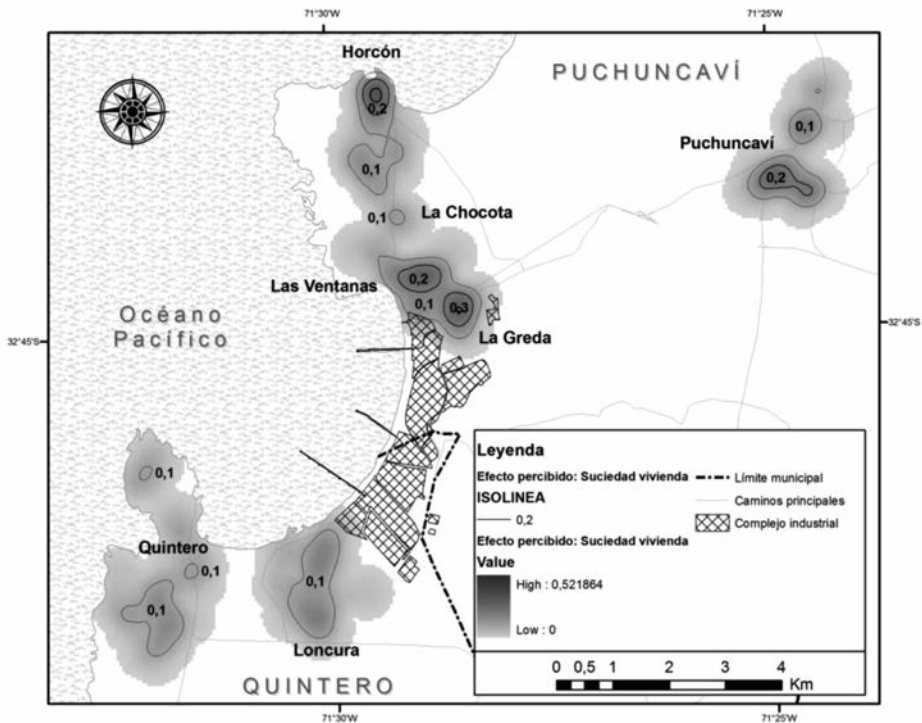 71°30'W
71°25'W
Horcón
PUCHUNCAVÍ
0,2
0,1
Puchuncaví
0,1
0,2
0,1
La Chocota
0,2
Las Ventanas
0,1
0,3
Océano
Pacífico
La Greda
32°45'S
32°45'S
Leyenda
Efecto percibido: Suciedad vivienda
Límite municipal
ISOLINEA
Caminos principales
0,2
Complejo industrial
Efecto percibido: Suciedad vivienda
Value
High : 0,521864
Low : 0
0,1
Quintero
0,1
0,1
0,1
Loncura
QUINTERO
0 0,5 1 2 3 4
Km
71°30'W
71°25'W